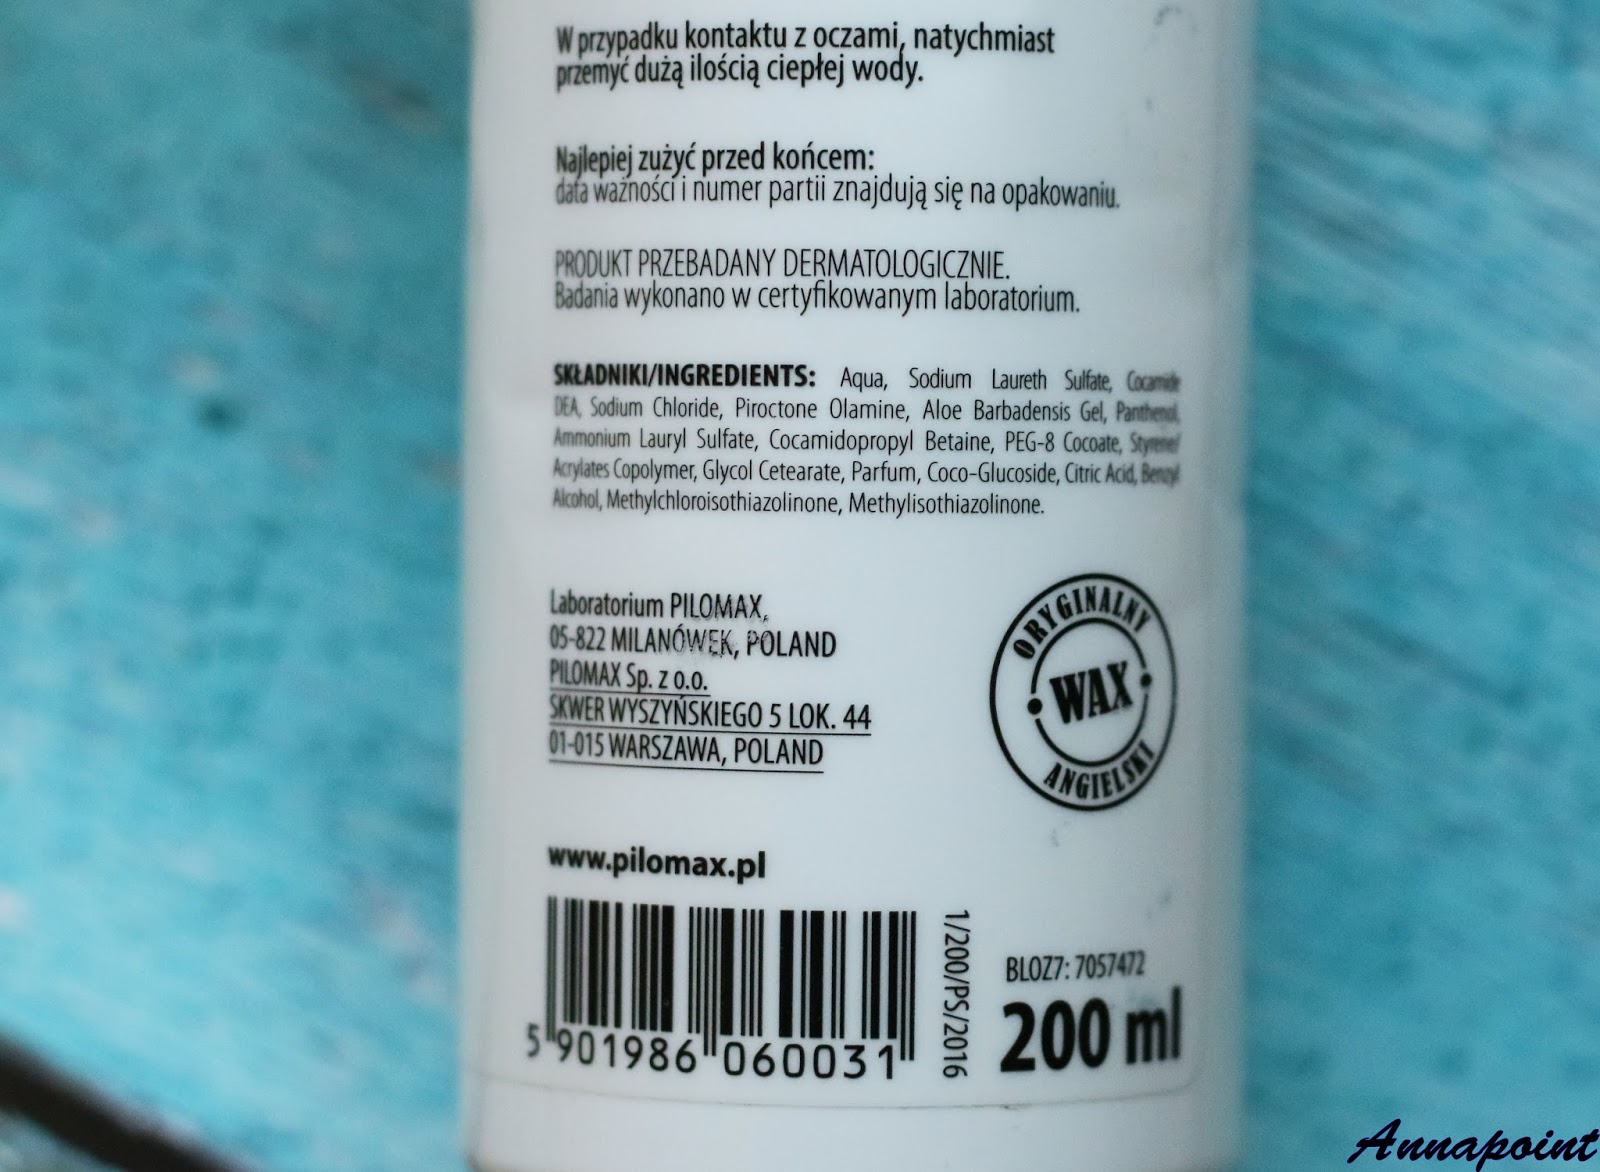 W przypadku kontaktu z oczami, natychmiast
przemyć dużą ilością ciepłej wody.
Najlepiej zużyć przed końcem:
data ważności i numer partii znajdują się na opakowaniu.
PRODUKT PRZEBADANY DERMATOLOGICZNIE.
Badania wykonano w certyfikowanym laboratorium.
SKŁADNIKI/INGREDIENTS: Aqua, Sodium Laureth Sulfate, Cocamide
DEA, Sodium Chloride, Piroctone Olamine, Aloe Barbadensis Gel, Panthenol,
Ammonium Lauryl Sulfate, Cocamidopropyl Betaine, PEG-8 Cocoate, Styrene/
Acrylates Copolymer, Glycol Cetearate, Parfum, Coco-Glucoside, Citric Acid, Benzyl
Alcohol, Methylchloroisothiazolinone, Methylisothiazolinone.
Laboratorium PILOMAX,
05-822 MILANÓWEK, POLAND
PILOMAX Sp. z o.o.
SKWER WYSZYŃSKIEGO 5 LOK. 44
01-015 WARSZAWA, POLAND
ORYGINALNY
WAX
ANGIELSKI
www.pilomax.pl
5 901986 060031
1/200/PS/2016
BLOZ7: 7057472
200 ml
Annapoint